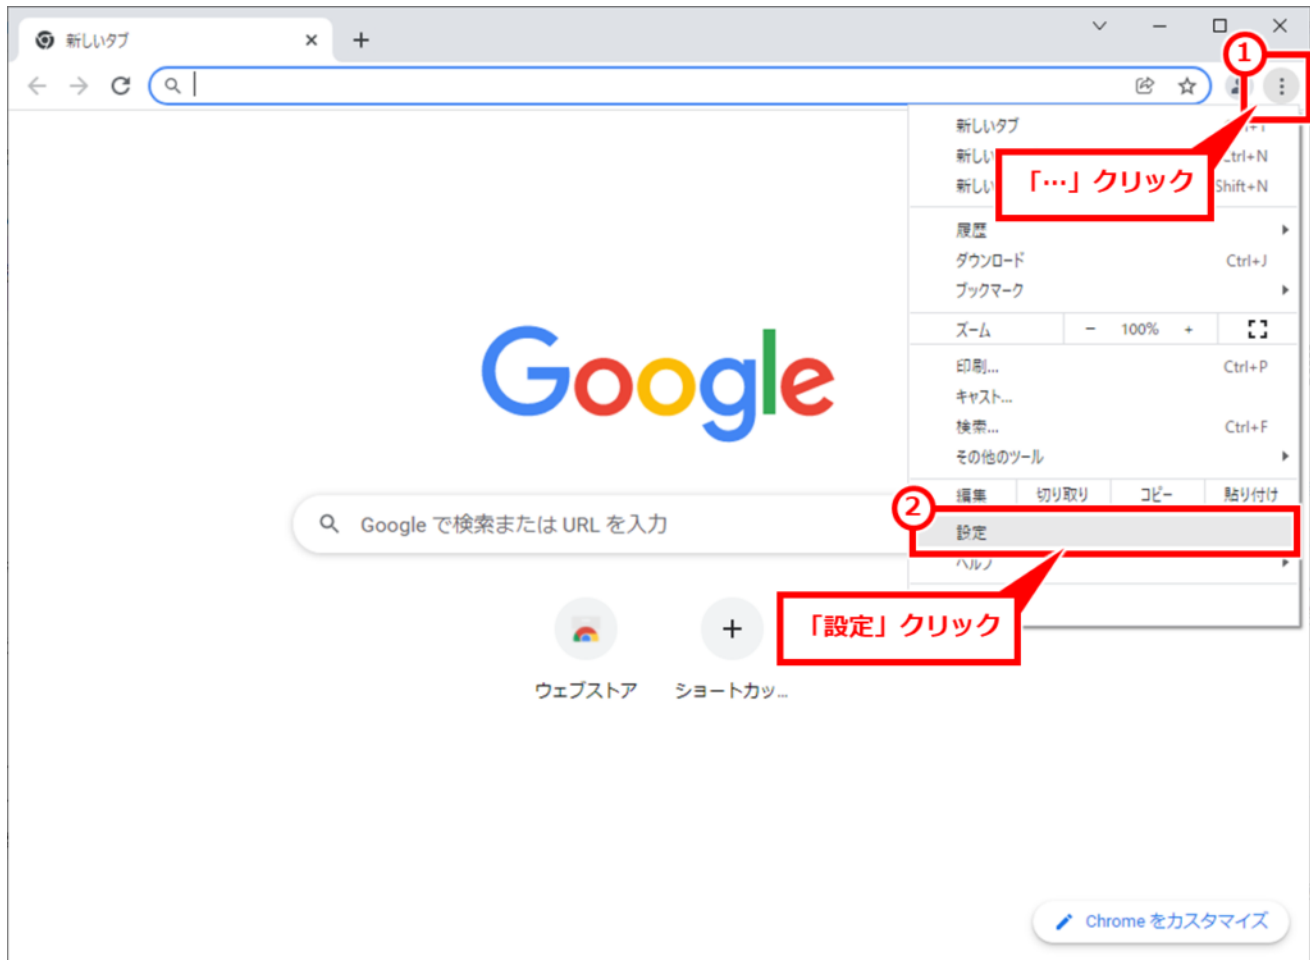 新しいタブ
1
新しいタブ
新しい
Ctrl+N
新しい
Shift+N
「…」クリック
履歴
ダウンロード Ctrl+J
ブックマーク
ズーム - 100% +
Google
印刷... Ctrl+P
キャスト...
検索... Ctrl+F
その他のツール
編集 切り取り コピー 貼り付け
2
Google で検索または URL を入力
設定
ヘルプ
「設定」クリック
ウェブストア ショートカッ...
Chrome をカスタマイズ